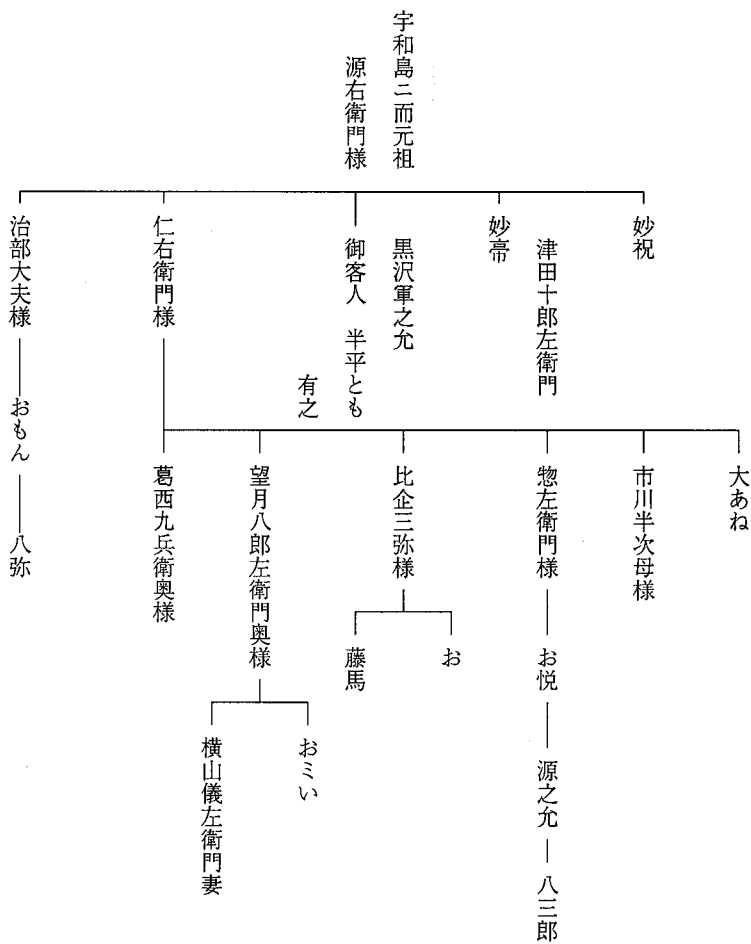 宇和島ニ而元祖
源右衛門様
妙祝
妙帯
津田十郎左衛門
黒沢軍之允
御客人 半平とも
有之
仁右衛門様
治部大夫様
おもん
八弥
大あね
市川半次母様
惣左衛門様
お悦
源之允
八三郎
比企三弥様
お
藤馬
望月八郎左衛門奥様
おミい
横山儀左衛門妻
葛西九兵衛奥様